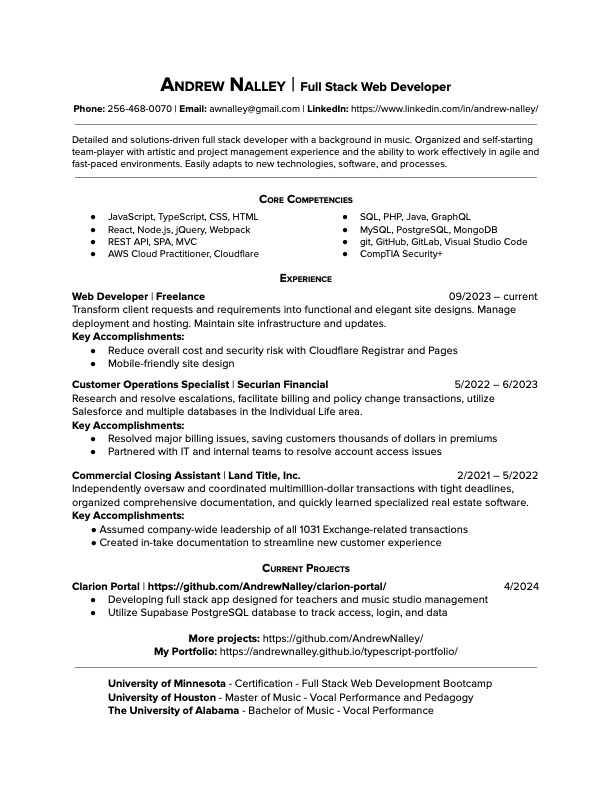 Andrew Nalley | Full Stack Web Developer
Phone: 256-468-0070 | Email: awnalley@gmail.com | LinkedIn: https://www.linkedin.com/in/andrew-nalley/
Detailed and solutions-driven full stack developer with a background in music. Organized and self-starting
team-player with artistic and project management experience and the ability to work effectively in agile and
fast-paced environments. Easily adapts to new technologies, software, and processes.
Core Competencies
● JavaScript, TypeScript, CSS, HTML
● React, Node.js, jQuery, Webpack
● REST API, SPA, MVC
● AWS Cloud Practitioner, Cloudflare
● SQL, PHP, Java, GraphQL
● MySQL, PostgreSQL, MongoDB
● git, GitHub, GitLab, Visual Studio Code
● CompTIA Security+
Experience
Web Developer | Freelance 09/2023 – current
Transform client requests and requirements into functional and elegant site designs. Manage
deployment and hosting. Maintain site infrastructure and updates.
Key Accomplishments:
● Reduce overall cost and security risk with Cloudflare Registrar and Pages
● Mobile-friendly site design
Customer Operations Specialist | Securian Financial 5/2022 – 6/2023
Research and resolve escalations, facilitate billing and policy change transactions, utilize
Salesforce and multiple databases in the Individual Life area.
Key Accomplishments:
● Resolved major billing issues, saving customers thousands of dollars in premiums
● Partnered with IT and internal teams to resolve account access issues
Commercial Closing Assistant | Land Title, Inc. 2/2021 – 5/2022
Independently oversaw and coordinated multimillion-dollar transactions with tight deadlines,
organized comprehensive documentation, and quickly learned specialized real estate software.
Key Accomplishments:
● Assumed company-wide leadership of all 1031 Exchange-related transactions
● Created in-take documentation to streamline new customer experience
Current Projects
Clarion Portal | https://github.com/AndrewNalley/clarion-portal/ 4/2024
● Developing full stack app designed for teachers and music studio management
● Utilize Supabase PostgreSQL database to track access, login, and data
More projects: https://github.com/AndrewNalley/
My Portfolio: https://andrewnalley.github.io/typescript-portfolio/
University of Minnesota - Certification - Full Stack Web Development Bootcamp
University of Houston - Master of Music - Vocal Performance and Pedagogy
The University of Alabama - Bachelor of Music - Vocal Performance